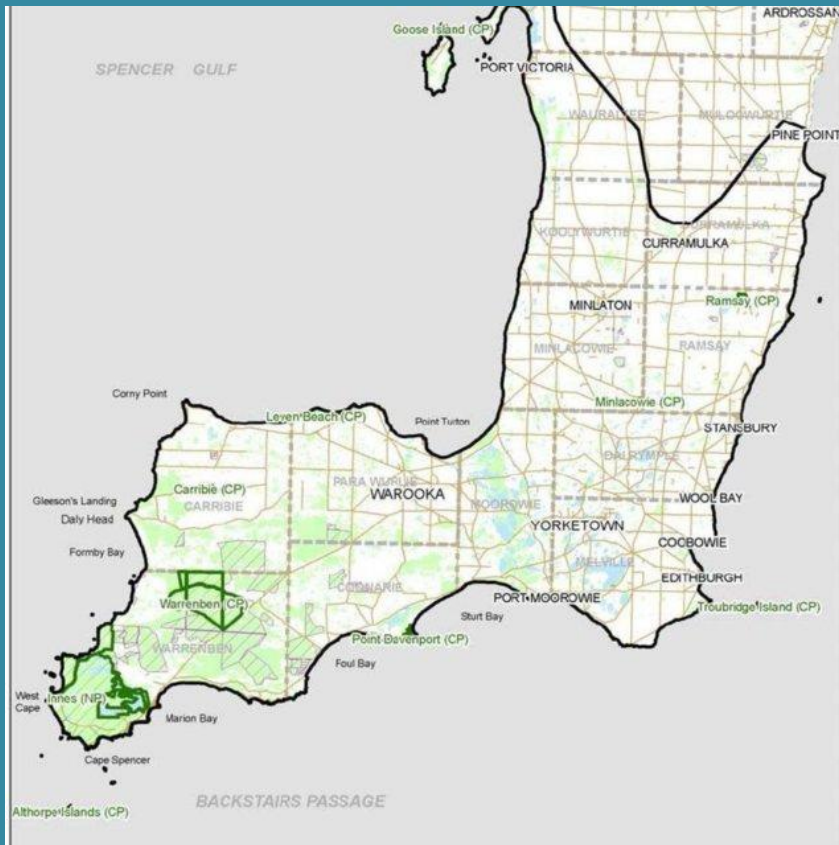 ARDROSSAN
Goose Island (CP)
SPENCER GULF
PORT VICTORIA
WAURALTEE
MULOOWURTIE
PINE POINT
KOOLYWURTIE
CURRAMULKA
CURRAMULKA
MINLATON
Ramsay (CP)
MINLACOWIE
RAMSAY
Corny Point
Minlacowie (CP)
Leven Beach (CP)
Point Turton
STANSBURY
DALRYMPLE
PARA WURLIE
Carribie (CP)
WAROOKA
WOOL BAY
Gleeson's Landing
CARRIBIE
MOOROWIE
Daly Head
YORKETOWN
COCBOWIE
Formby Bay
MELVILLE
EDITHBURGH
COONARIE
PORT MOOROWIE
Warrenben (CP)
Troubridge Island (CP)
Sturt Bay
Point Davenport (CP)
WARRENBEN
Foul Bay
West
Cape
Innes (NP)
Marion Bay
Cape Spencer
BACKSTAIRS PASSAGE
Althorpe Islands (CP)